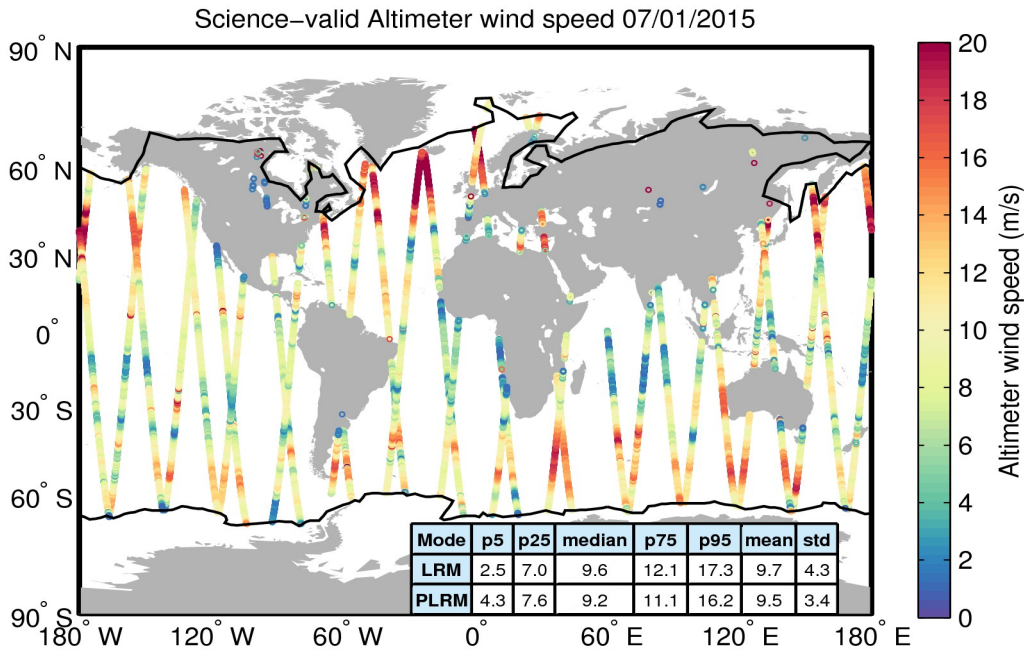 Science−valid Altimeter wind speed 07/01/2015
90° N
60° N
30° N
0°
30° S
60° S
90° S
180° W
120° W
60° W
0°
60° E
120° E
180° E
Mode p5 p25 median p75 p95 mean std
LRM 2.5 7.0 9.6 12.1 17.3 9.7 4.3
PLRM 4.3 7.6 9.2 11.1 16.2 9.5 3.4
20
18
16
14
12
10
8
6
4
2
0
Altimeter wind speed (m/s)